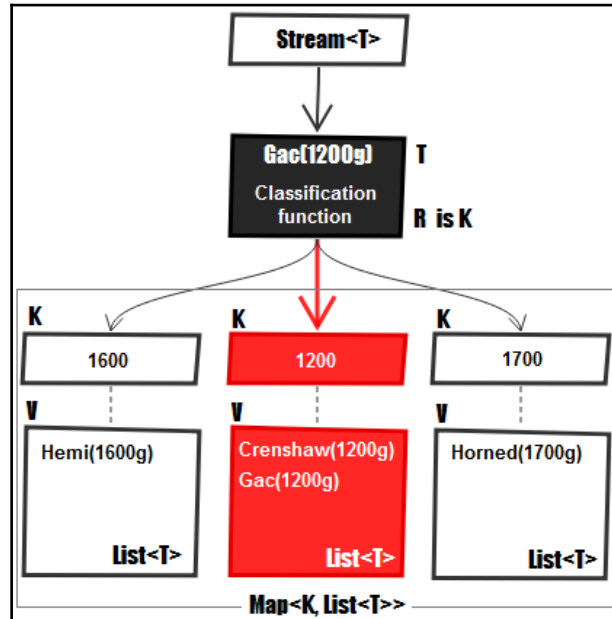 Stream<T>
Gac(1200g)
T
Classification
function
R is K
K
K
K
1600
1200
1700
V
V
V
Hemi(1600g)
Crenshaw(1200g)
Horned(1700g)
Gac(1200g)
List<T>
List<T>
List<T>
Map<K, List<T>>